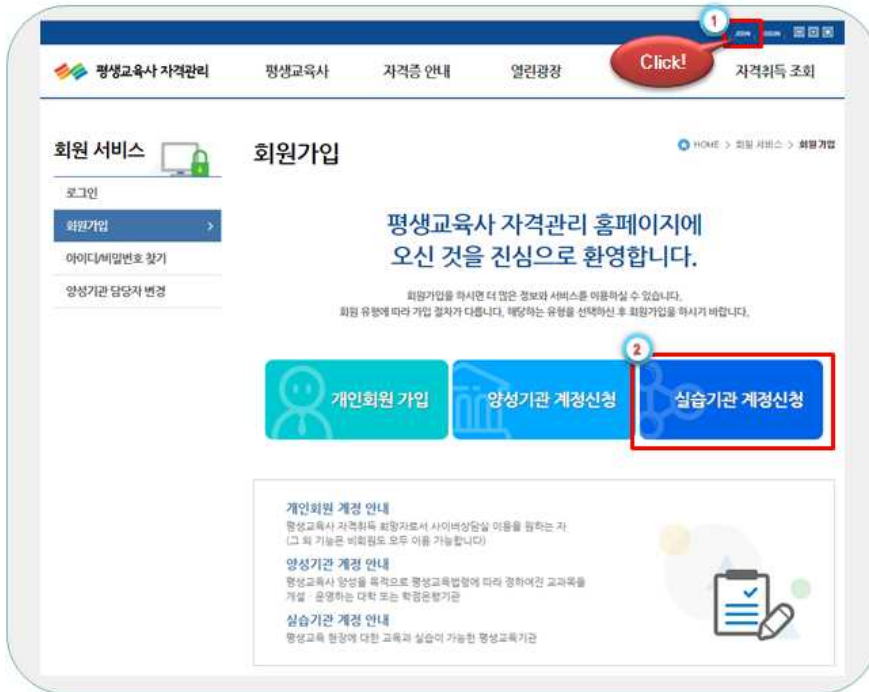 1
JOIN
Click!
평생교육사 자격관리
평생교육사
자격증 안내
열린광장
자격취득 조회
회원 서비스
로그인
회원가입
아이디/비밀번호 찾기
양성기관 담당자 변경
회원가입
HOME > 회원 서비스 > 회원가입
평생교육사 자격관리 홈페이지에
오신 것을 진심으로 환영합니다.
회원가입을 하시면 더 많은 정보와 서비스를 이용하실 수 있습니다.
회원 유형에 따라 가입 절차가 다릅니다. 해당하는 유형을 선택하신 후 회원가입을 하시기 바랍니다.
2
개인회원 가입
양성기관 계정신청
실습기관 계정신청
개인회원 계정 안내
평생교육사 자격취득 희망자로서 사이버상담실 이용을 원하는 자
(그 외 기능은 비회원도 모두 이용 가능합니다)
양성기관 계정 안내
평생교육사 양성을 목적으로 평생교육법령에 따라 정하여진 교과목을
개설 · 운영하는 대학 또는 학점은행기관
실습기관 계정 안내
평생교육 현장에 대한 교육과 실습이 가능한 평생교육기관